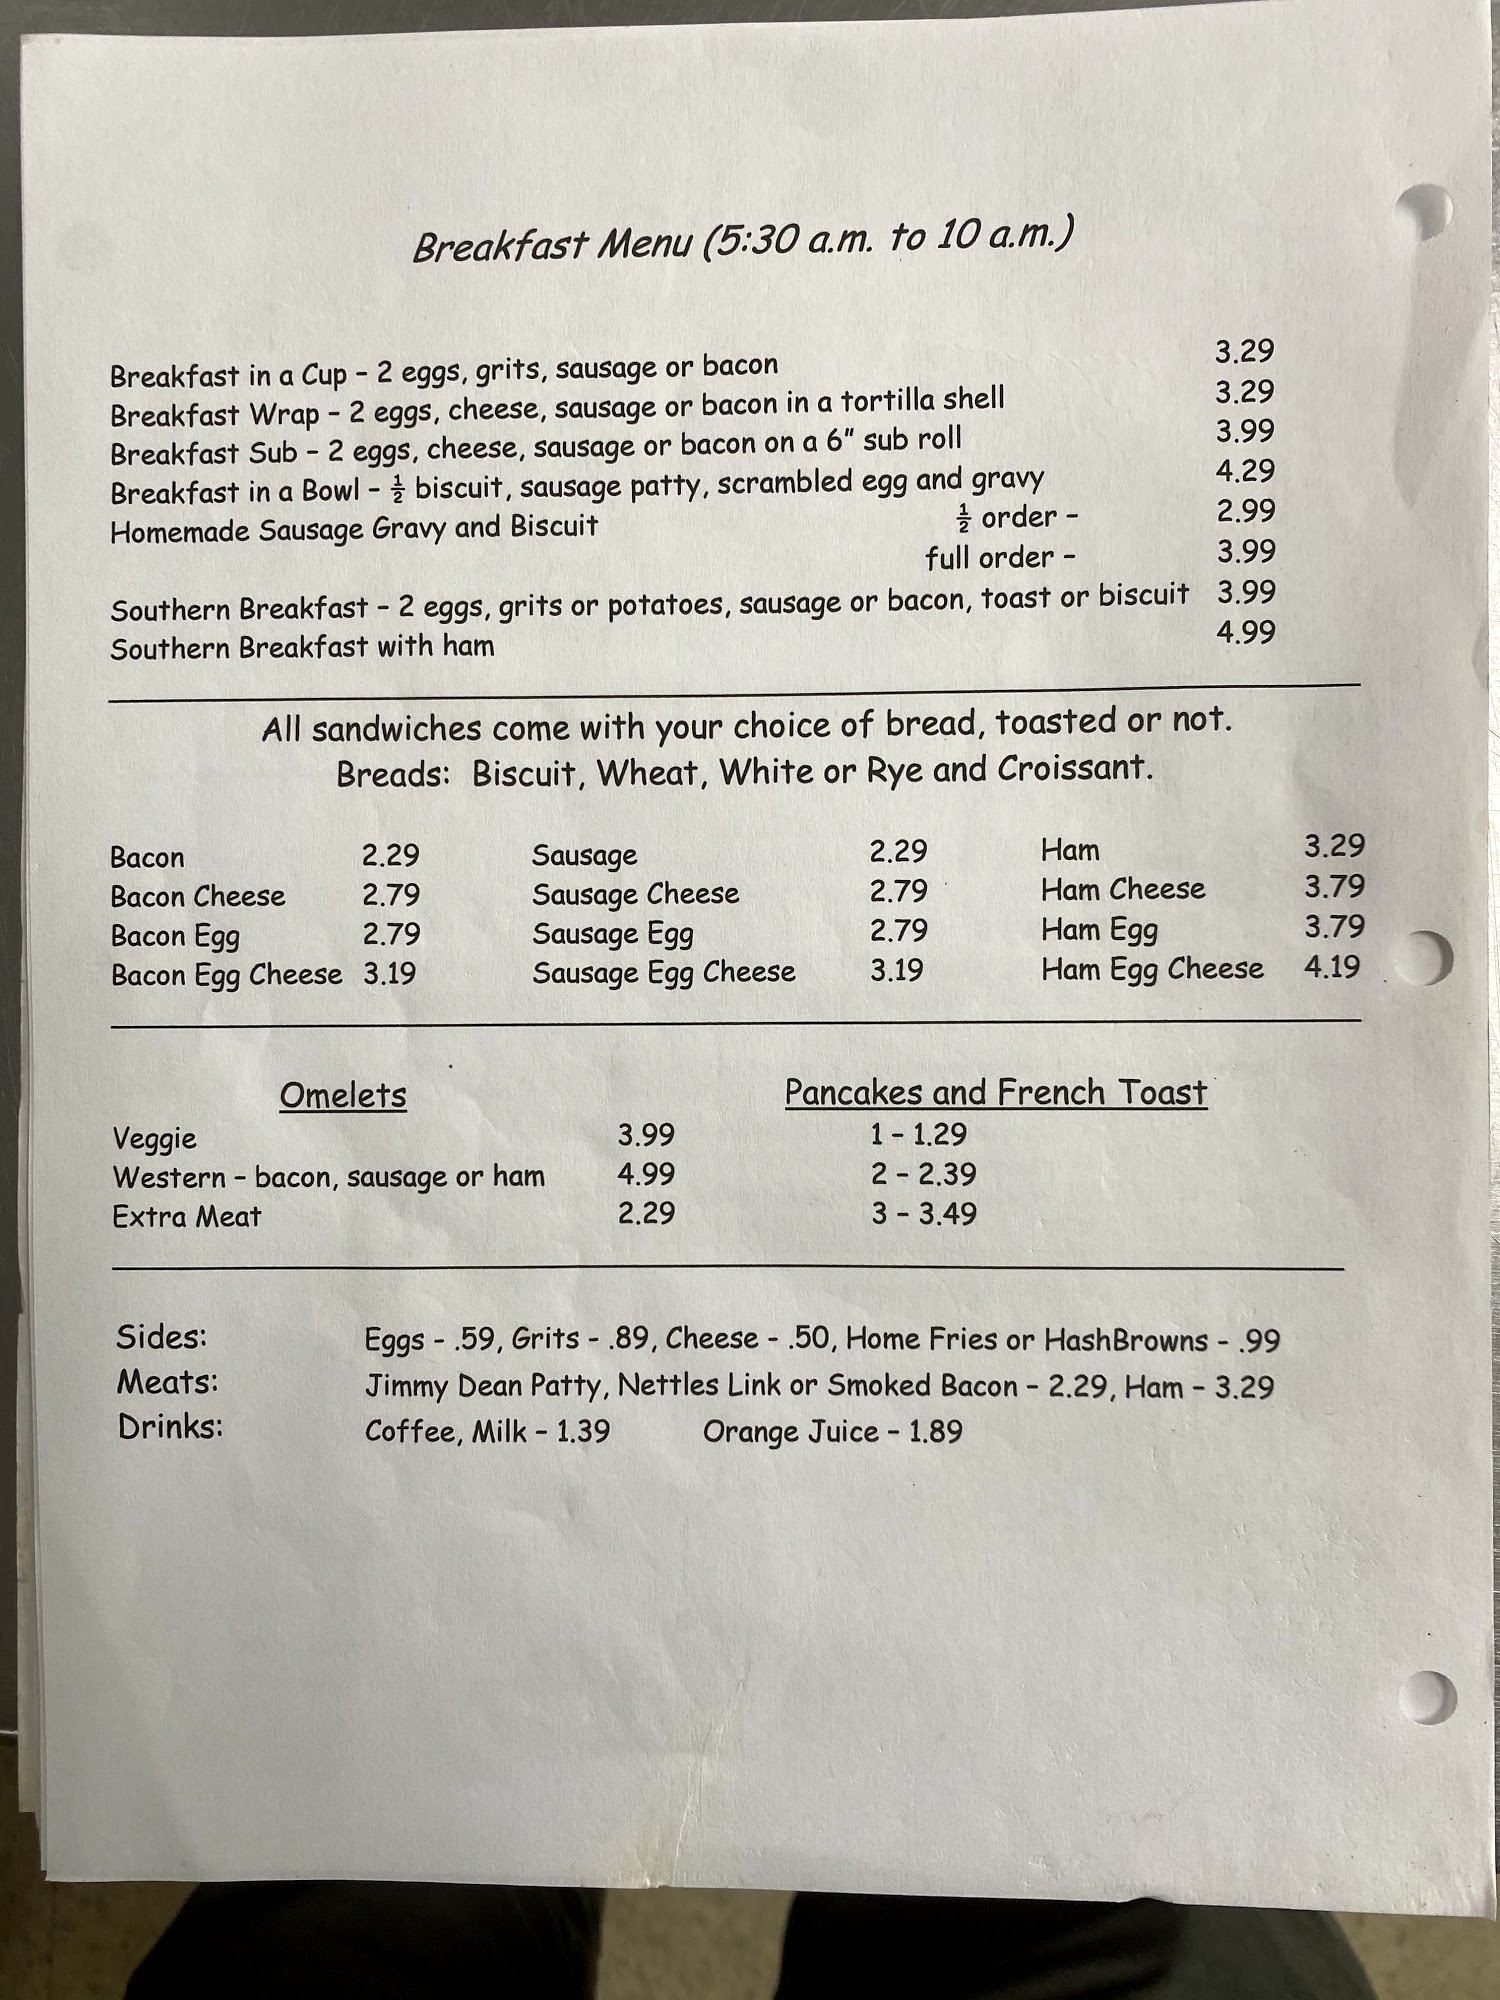 Breakfast Menu (5:30 a.m. to 10 a.m.)
Breakfast in a Cup - 2 eggs, grits, sausage or bacon 3.29
Breakfast Wrap - 2 eggs, cheese, sausage or bacon in a tortilla shell 3.29
Breakfast Sub - 2 eggs, cheese, sausage or bacon on a 6" sub roll 3.99
Breakfast in a Bowl - ½ biscuit, sausage patty, scrambled egg and gravy 4.29
Homemade Sausage Gravy and Biscuit ½ order - 2.99
full order - 3.99
Southern Breakfast - 2 eggs, grits or potatoes, sausage or bacon, toast or biscuit 3.99
Southern Breakfast with ham 4.99
All sandwiches come with your choice of bread, toasted or not.
Breads: Biscuit, Wheat, White or Rye and Croissant.
Bacon 2.29 Sausage 2.29 Ham 3.29
Bacon Cheese 2.79 Sausage Cheese 2.79 Ham Cheese 3.79
Bacon Egg 2.79 Sausage Egg 2.79 Ham Egg 3.79
Bacon Egg Cheese 3.19 Sausage Egg Cheese 3.19 Ham Egg Cheese 4.19
Omelets
Veggie 3.99
Western - bacon, sausage or ham 4.99
Extra Meat 2.29
Pancakes and French Toast
1 - 1.29
2 - 2.39
3 - 3.49
Sides: Eggs - .59, Grits - .89, Cheese - .50, Home Fries or HashBrowns - .99
Meats: Jimmy Dean Patty, Nettles Link or Smoked Bacon - 2.29, Ham - 3.29
Drinks: Coffee, Milk - 1.39 Orange Juice - 1.89